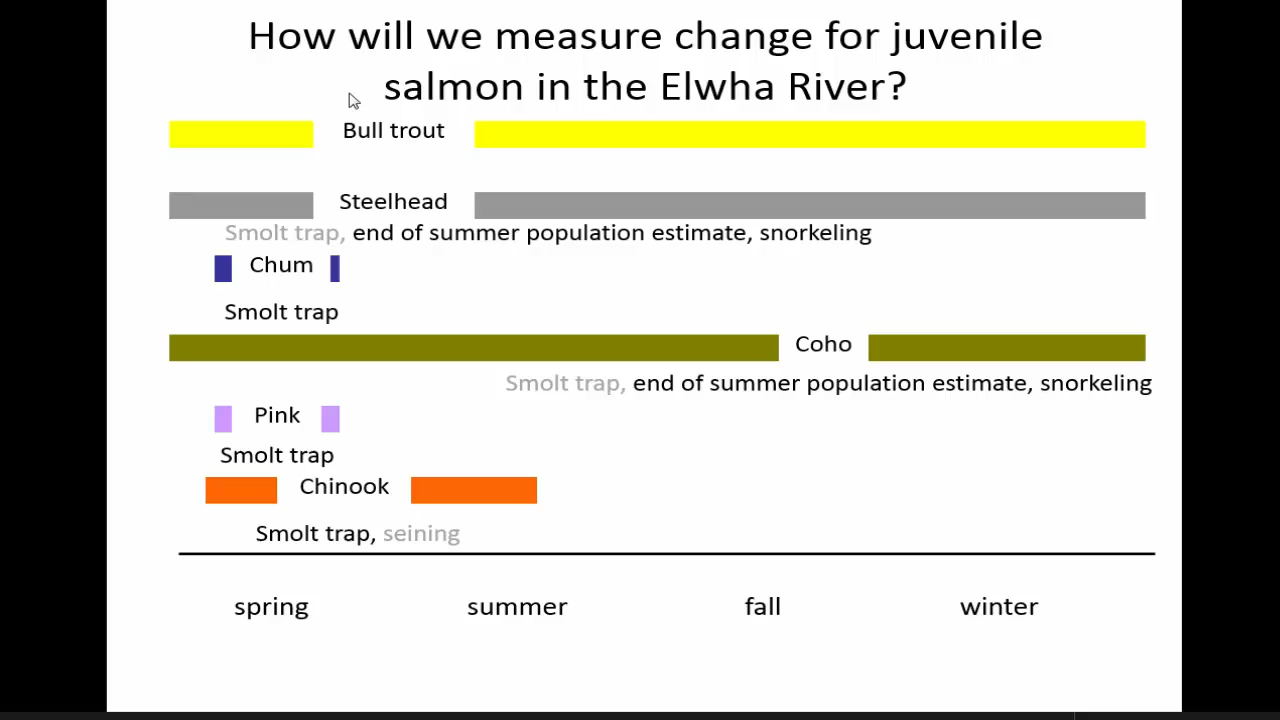 How will we measure change for juvenile
salmon in the Elwha River?
Bull trout
Steelhead
Smolt trap, end of summer population estimate, snorkeling
Chum
Smolt trap
Coho
Smolt trap, end of summer population estimate, snorkeling
Pink
Smolt trap
Chinook
Smolt trap, seining
spring summer fall winter